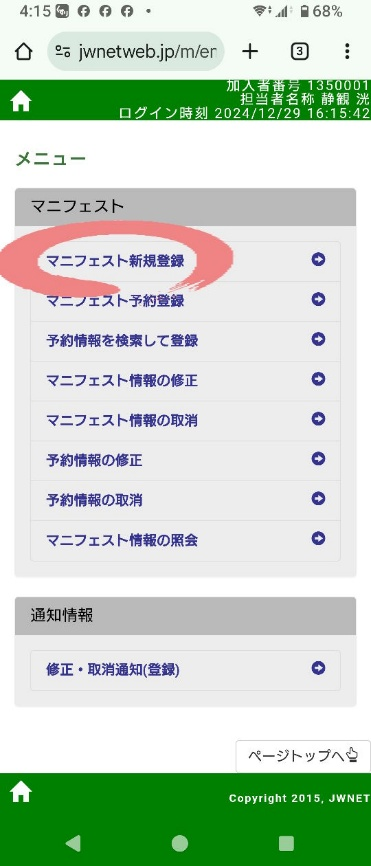 4:15
68%
jwnetweb.jp/m/er
3
加入者番号 1350001
担当者名称 静観 洸
ログイン時刻 2024/12/29 16:15:42
メニュー
マニフェスト
マニフェスト新規登録
マニフェスト予約登録
予約情報を検索して登録
マニフェスト情報の修正
マニフェスト情報の取消
予約情報の修正
予約情報の取消
マニフェスト情報の照会
通知情報
修正・取消通知(登録)
ページトップへ
Copyright 2015, JWNET